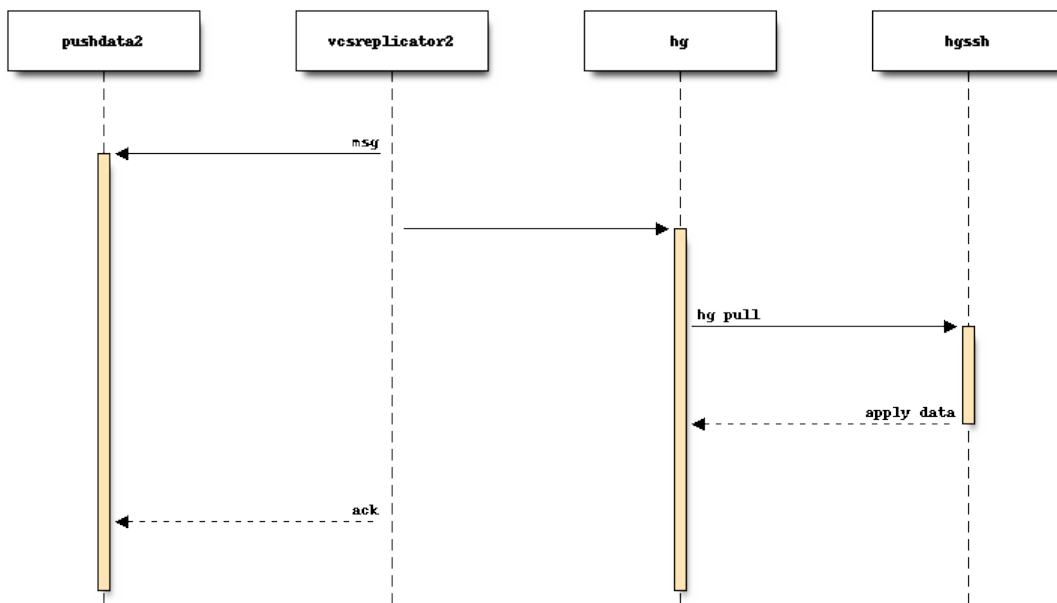 pushdata2
vcsreplicator2
hg
hgssh
msg
hg pull
apply data
ack